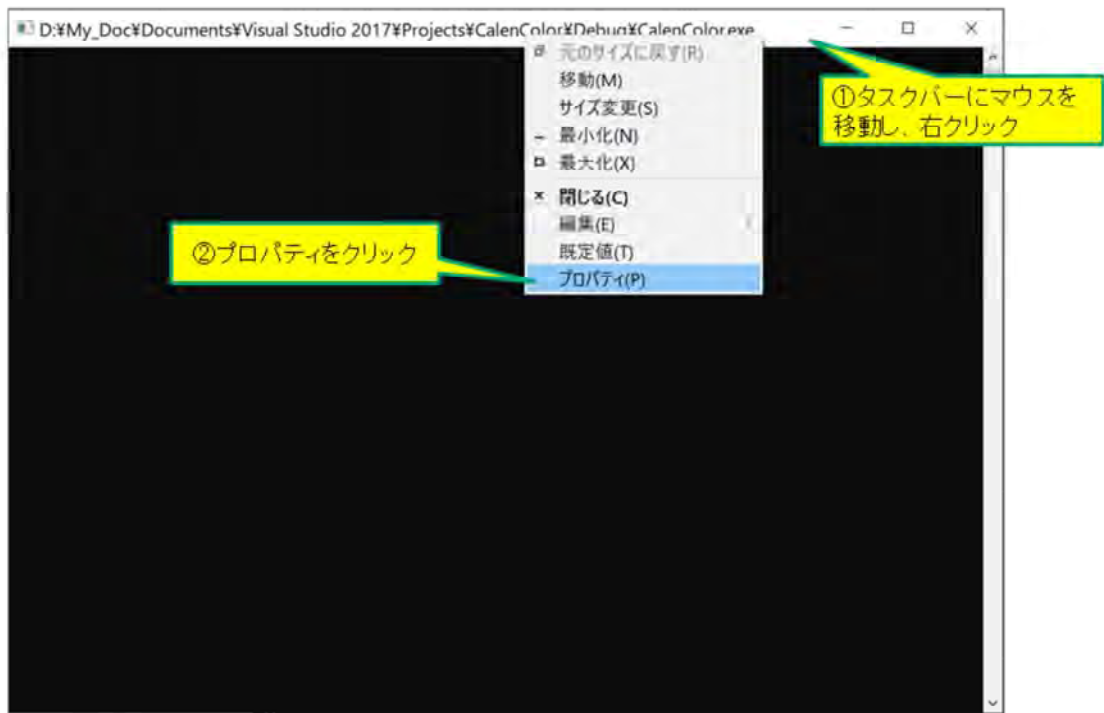 D:¥My_Doc¥Documents¥Visual Studio 2017¥Projects¥CalenColor¥Debug¥CalenColor.exe
元のサイズに戻す(R)
移動(M)
サイズ変更(S)
最小化(N)
最大化(X)
閉じる(C)
編集(E)
既定値(T)
プロパティ(P)
①タスクバーにマウスを
移動し、右クリック
②プロパティをクリック